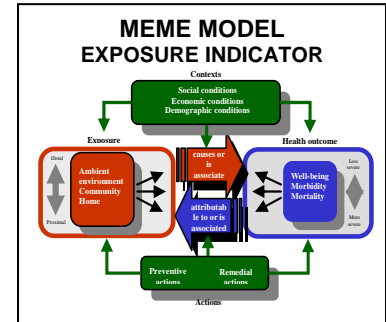 MEME MODEL
EXPOSURE INDICATOR
Contexts
Social conditions
Economic conditions
Demographic conditions
Exposure
Health outcome
Distal
Proximal
Ambient
environment
Community
Home
causes or
is
associate
attributab
le to or is
associated
Well-being
Morbidity
Mortality
Less
severe
More
severe
Preventive
actions
Remedial
actions
Actions